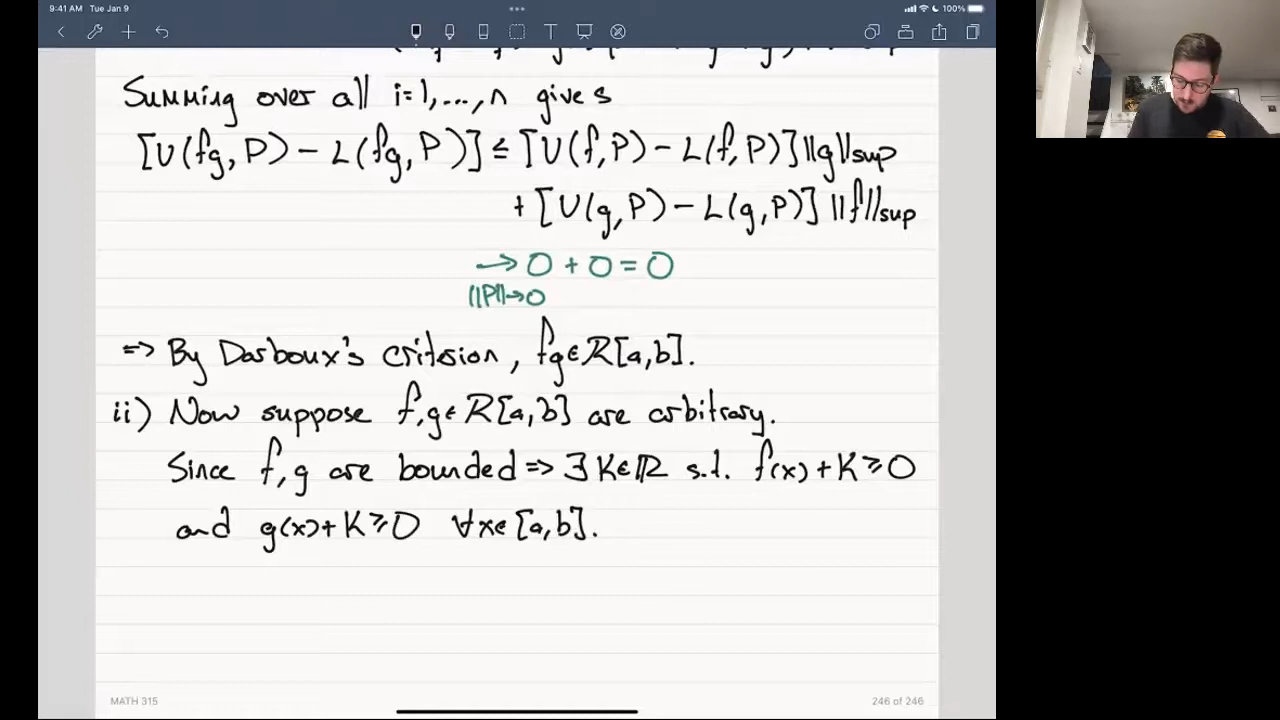 9:41 AM Tue Jan 9
100%
Summing over all i=1,...,n gives
[U(fg,P) - L(fg,P)] ≤ [U(f,P) - L(f,P)] ||g||sup
+ [U(g,P) - L(g,P)] ||f||sup
→ 0 + 0 = 0
||P||→0
=> By Darboux's criterion, fg∈R[a,b].
ii) Now suppose f,g∈R[a,b] are arbitrary.
Since f,g are bounded => ∃K∈ℝ s.t. f(x)+K≥0
and g(x)+K≥0 ∀x∈[a,b].
MATH 315
246 of 246